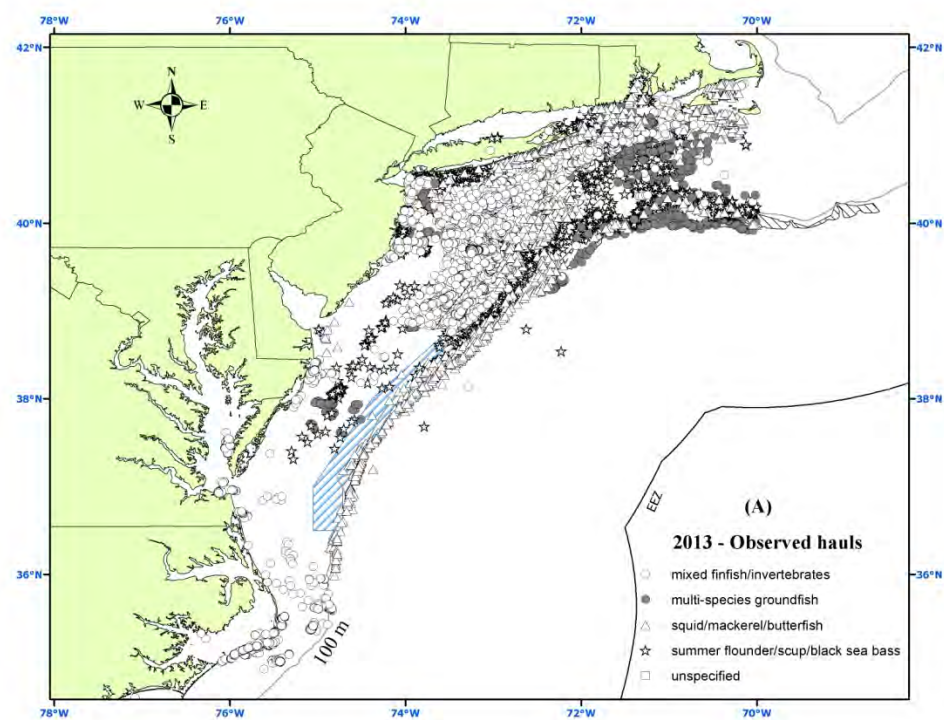 78°W 76°W 74°W 72°W 70°W
42°N 42°N
N
W E
S
40°N 40°N
38°N 38°N
EEZ
(A)
2013 - Observed hauls
mixed finfish/invertebrates
36°N 36°N
multi-species groundfish
squid/mackerel/butterfish
100 m
summer flounder/scup/black sea bass
unspecified
78°W 76°W 74°W 72°W 70°W